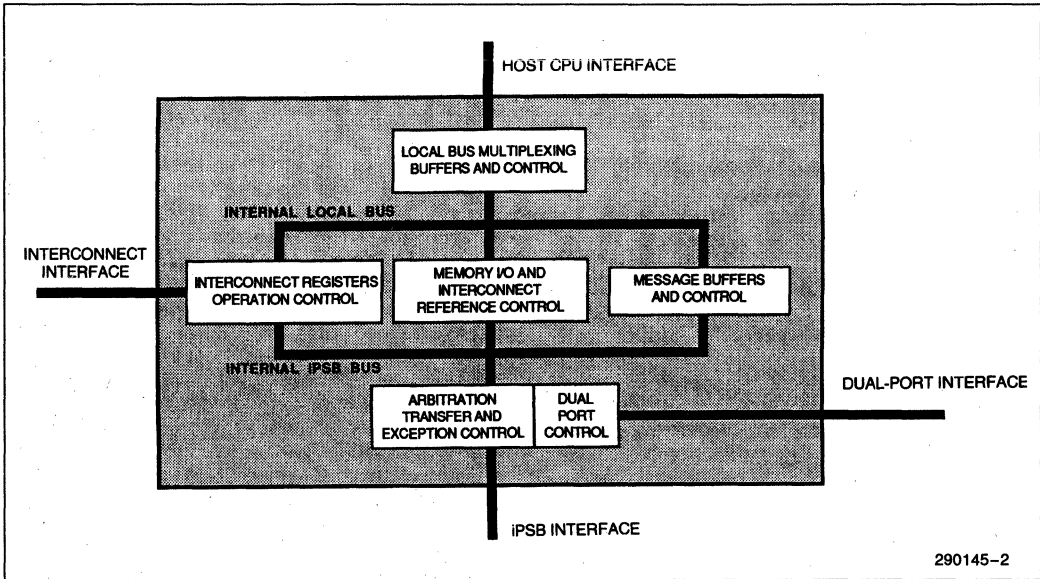 HOST CPU INTERFACE
LOCAL BUS MULTIPLEXING
BUFFERS AND CONTROL
INTERNAL LOCAL BUS
INTERCONNECT
INTERFACE
INTERCONNECT REGISTERS
OPERATION CONTROL
MEMORY I/O AND
INTERCONNECT
REFERENCE CONTROL
MESSAGE BUFFERS
AND CONTROL
INTERNAL iPSB BUS
ARBITRATION
TRANSFER AND
EXCEPTION CONTROL
DUAL
PORT
CONTROL
DUAL-PORT INTERFACE
iPSB INTERFACE
290145-2